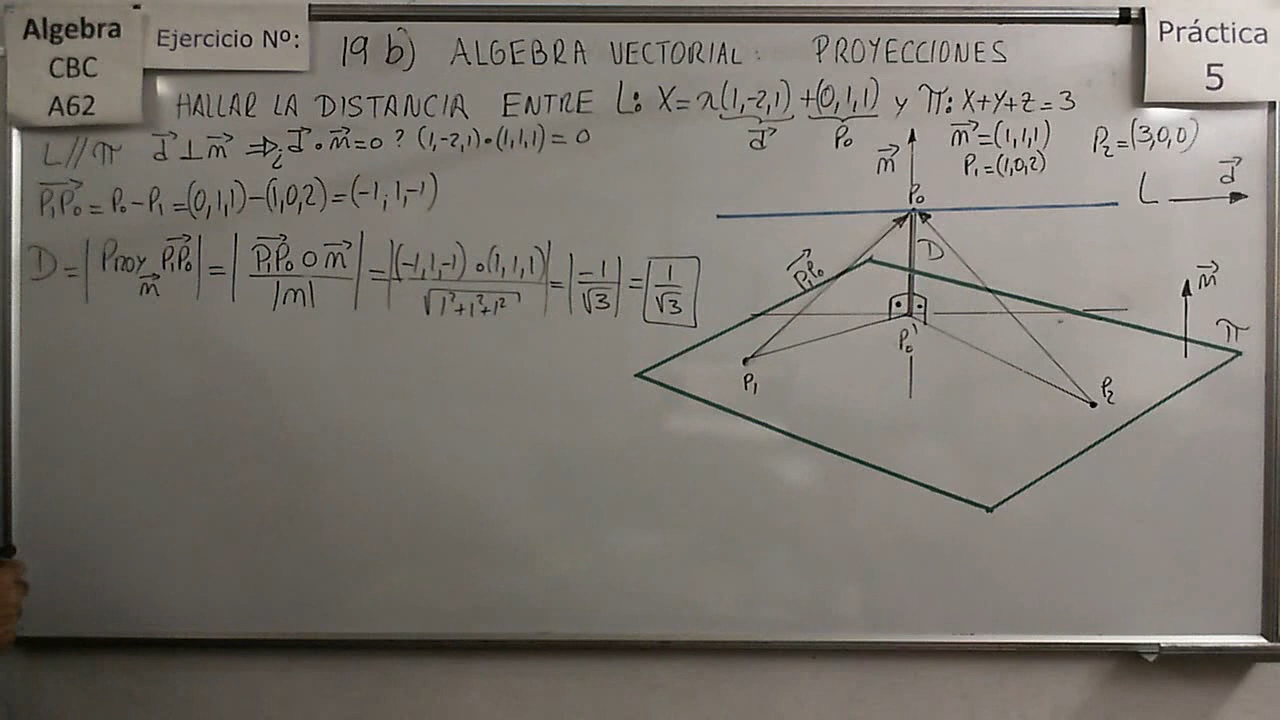 Algebra
CBC
A62
Ejercicio Nº:
19 b) ALGEBRA VECTORIAL: PROYECCIONES
Práctica
5
HALLAR LA DISTANCIA ENTRE L: X=λ(1,-2,1)+(0,1,1) y π: X+Y+Z=3
d⃗ P₀
L//π d⃗ ⊥ m⃗ ⇒ ¿d⃗ ∘ m⃗ = 0? (1,-2,1)∘(1,1,1)=0
m⃗=(1,1,1) P₂=(3,0,0)
P₁=(1,0,2)
P₁P₀⃗ = P₀-P₁=(0,1,1)-(1,0,2)=(-1,1,-1)
D = |Proy_m⃗ P₁P₀⃗| = |P₁P₀⃗ ∘ m⃗ / |m|| = |(-1,1,-1)∘(1,1,1) / √1²+1²+1²| = |-1/√3| = 1/√3
m⃗
P₀
L d⃗
D
P₁P₀⃗
m⃗
P₀'
π
P₁
P₂